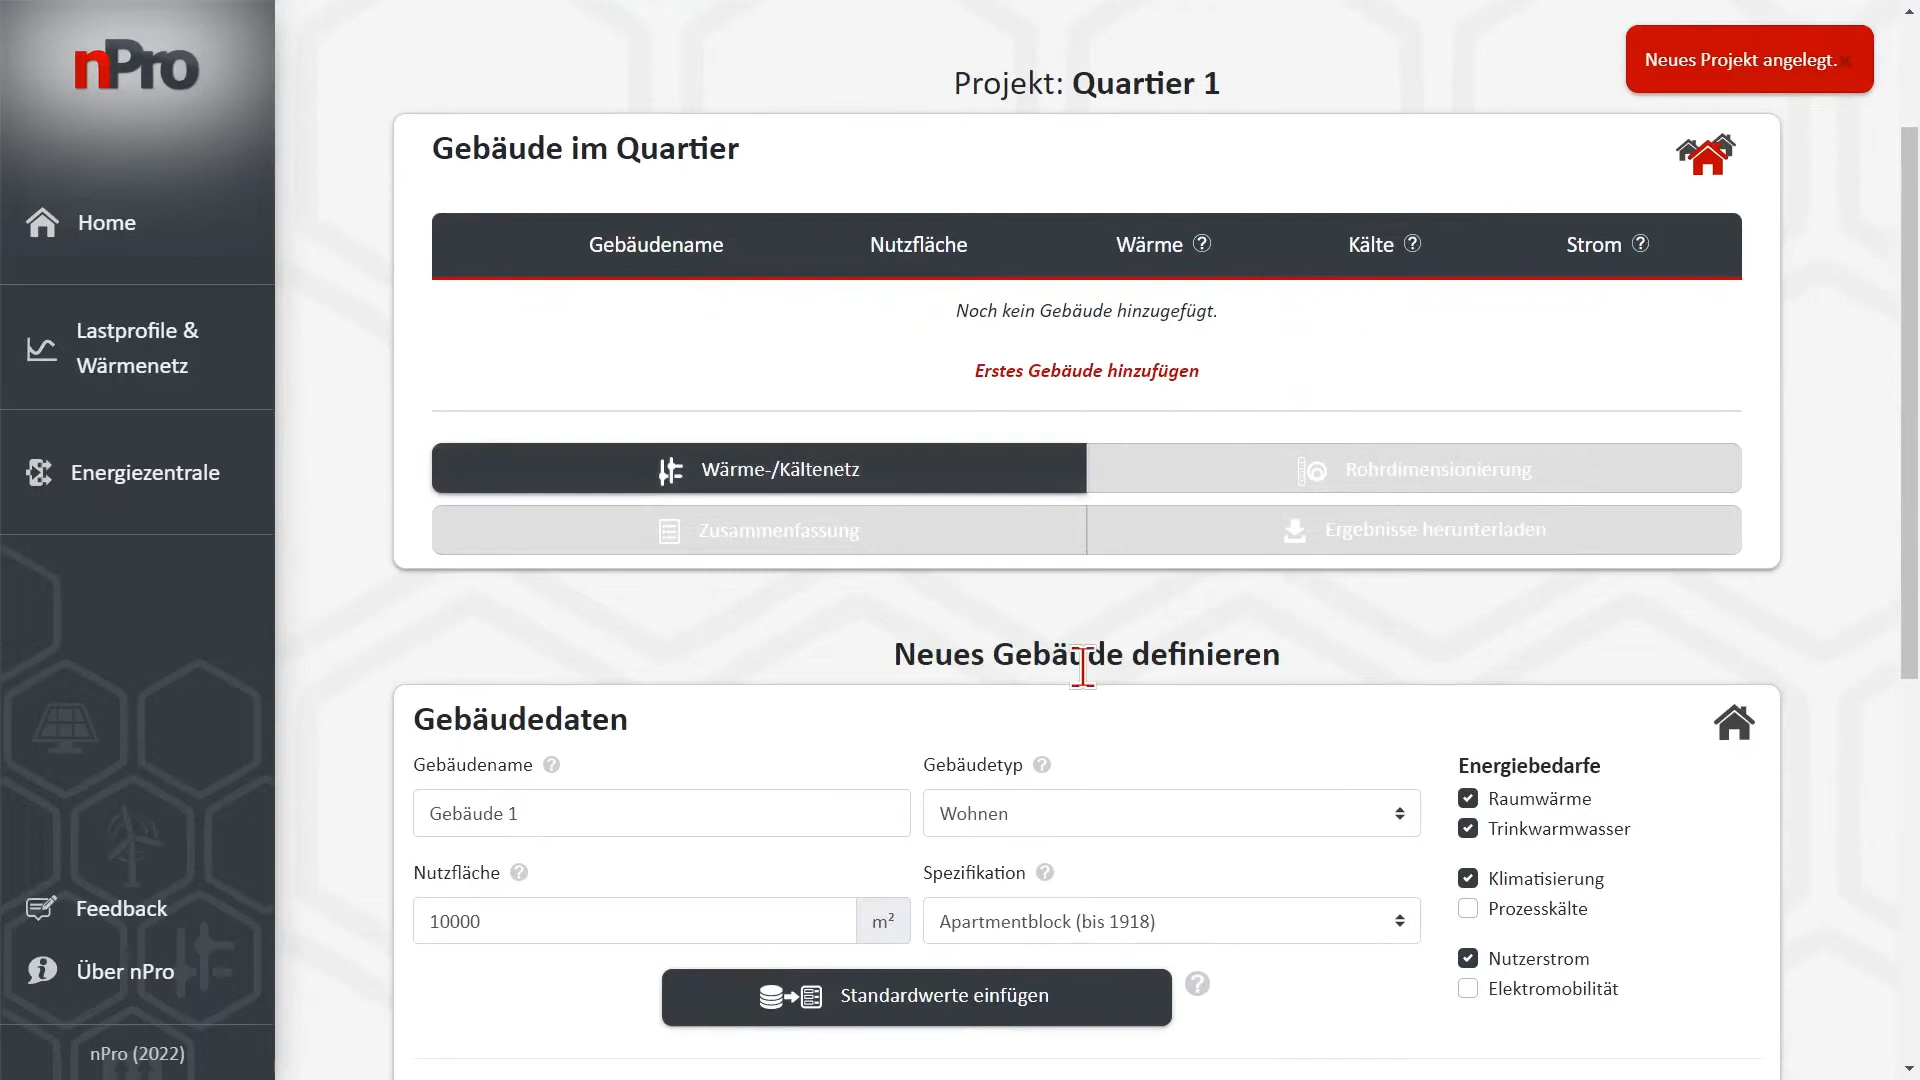 nPro
Home
Lastprofile &
Wärmenetz
Energiezentrale
Feedback
Über nPro
nPro (2022)
Neues Projekt angelegt.
Projekt: Quartier 1
Gebäude im Quartier
Gebäudename Nutzfläche Wärme ? Kälte ? Strom ?
Noch kein Gebäude hinzugefügt.
Erstes Gebäude hinzufügen
Wärme-/Kältenetz Rohrdimensionierung
Zusammenfassung Ergebnisse herunterladen
Neues Gebäude definieren
Gebäudedaten
Gebäudename ? Gebäudetyp ?
Gebäude 1 Wohnen
Nutzfläche ? Spezifikation ?
10000 m² Apartmentblock (bis 1918)
Standardwerte einfügen ?
Energiebedarfe
Raumwärme
Trinkwarmwasser
Klimatisierung
Prozesskälte
Nutzerstrom
Elektromobilität